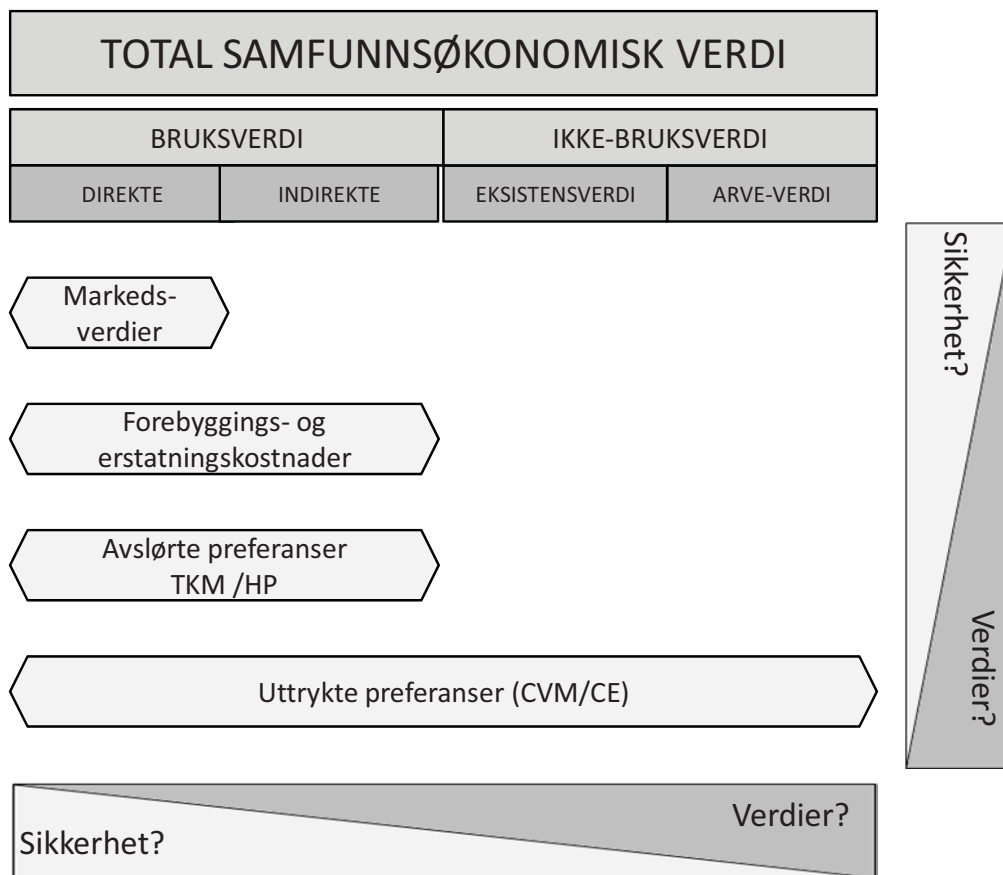 TOTAL SAMFUNNSØKONOMISK VERDI
BRUKSVERDI
IKKE-BRUKSVERDI
DIREKTE
INDIREKTE
EKSISTENSVERDI
ARVE-VERDI
Markeds-
verdier
Forebyggings- og
erstatningskostnader
Avslørte preferanser
TKM /HP
Uttrykte preferanser (CVM/CE)
Sikkerhet?
Verdier?
Verdier?
Sikkerhet?